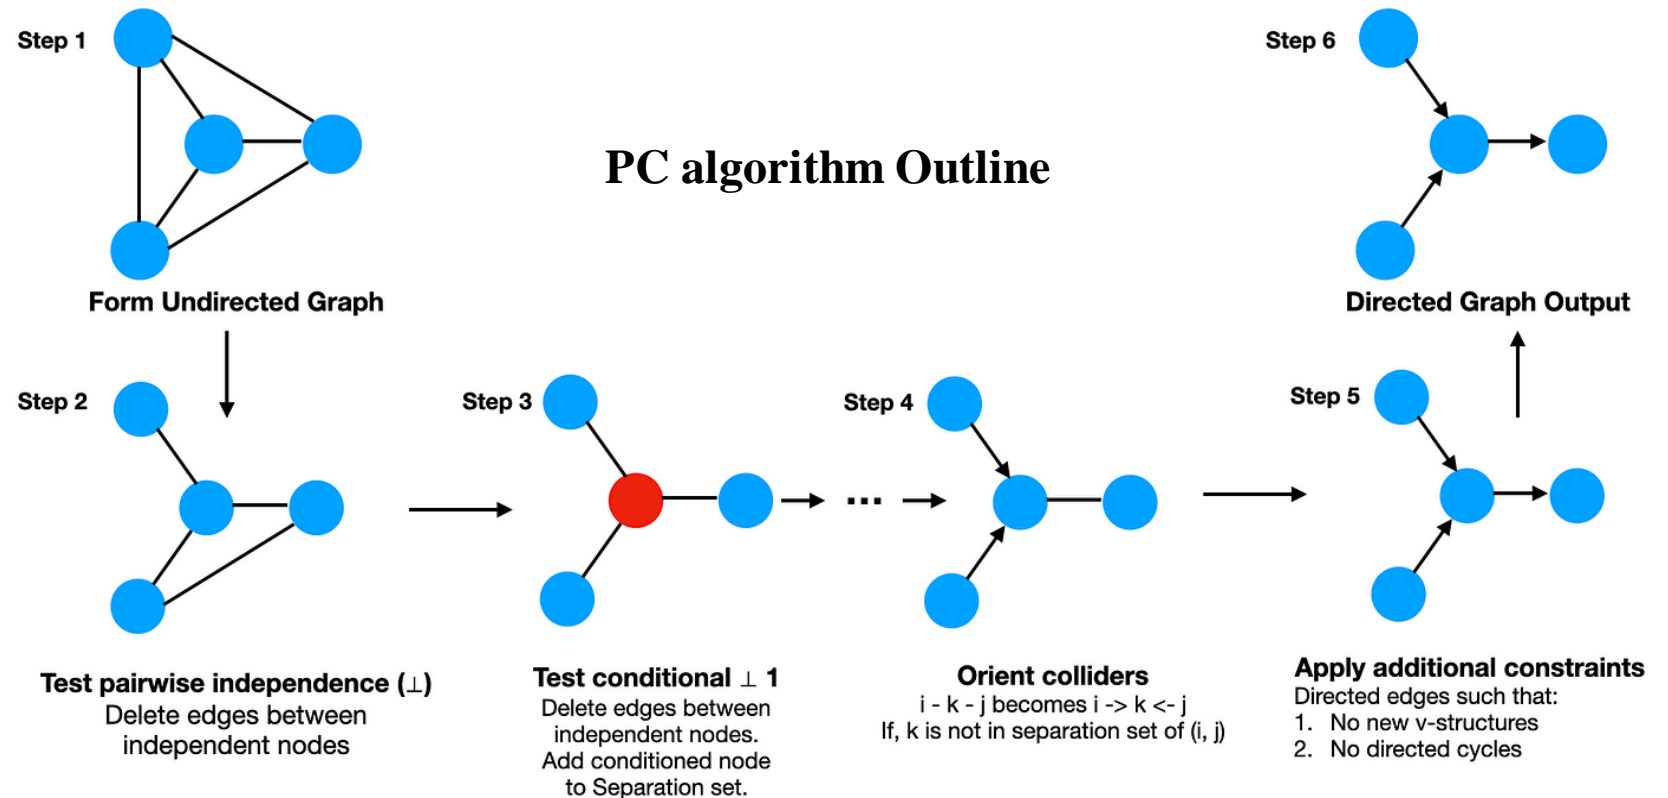 Step 1
Form Undirected Graph
PC algorithm Outline
Step 6
Directed Graph Output
Step 2
Test pairwise independence (⊥)
Delete edges between
independent nodes
Step 3
Test conditional ⊥ 1
Delete edges between
independent nodes.
Add conditioned node
to Separation set.
...
Step 4
Orient colliders
i - k - j becomes i -> k <- j
If, k is not in separation set of (i, j)
Step 5
Apply additional constraints
Directed edges such that:
1. No new v-structures
2. No directed cycles